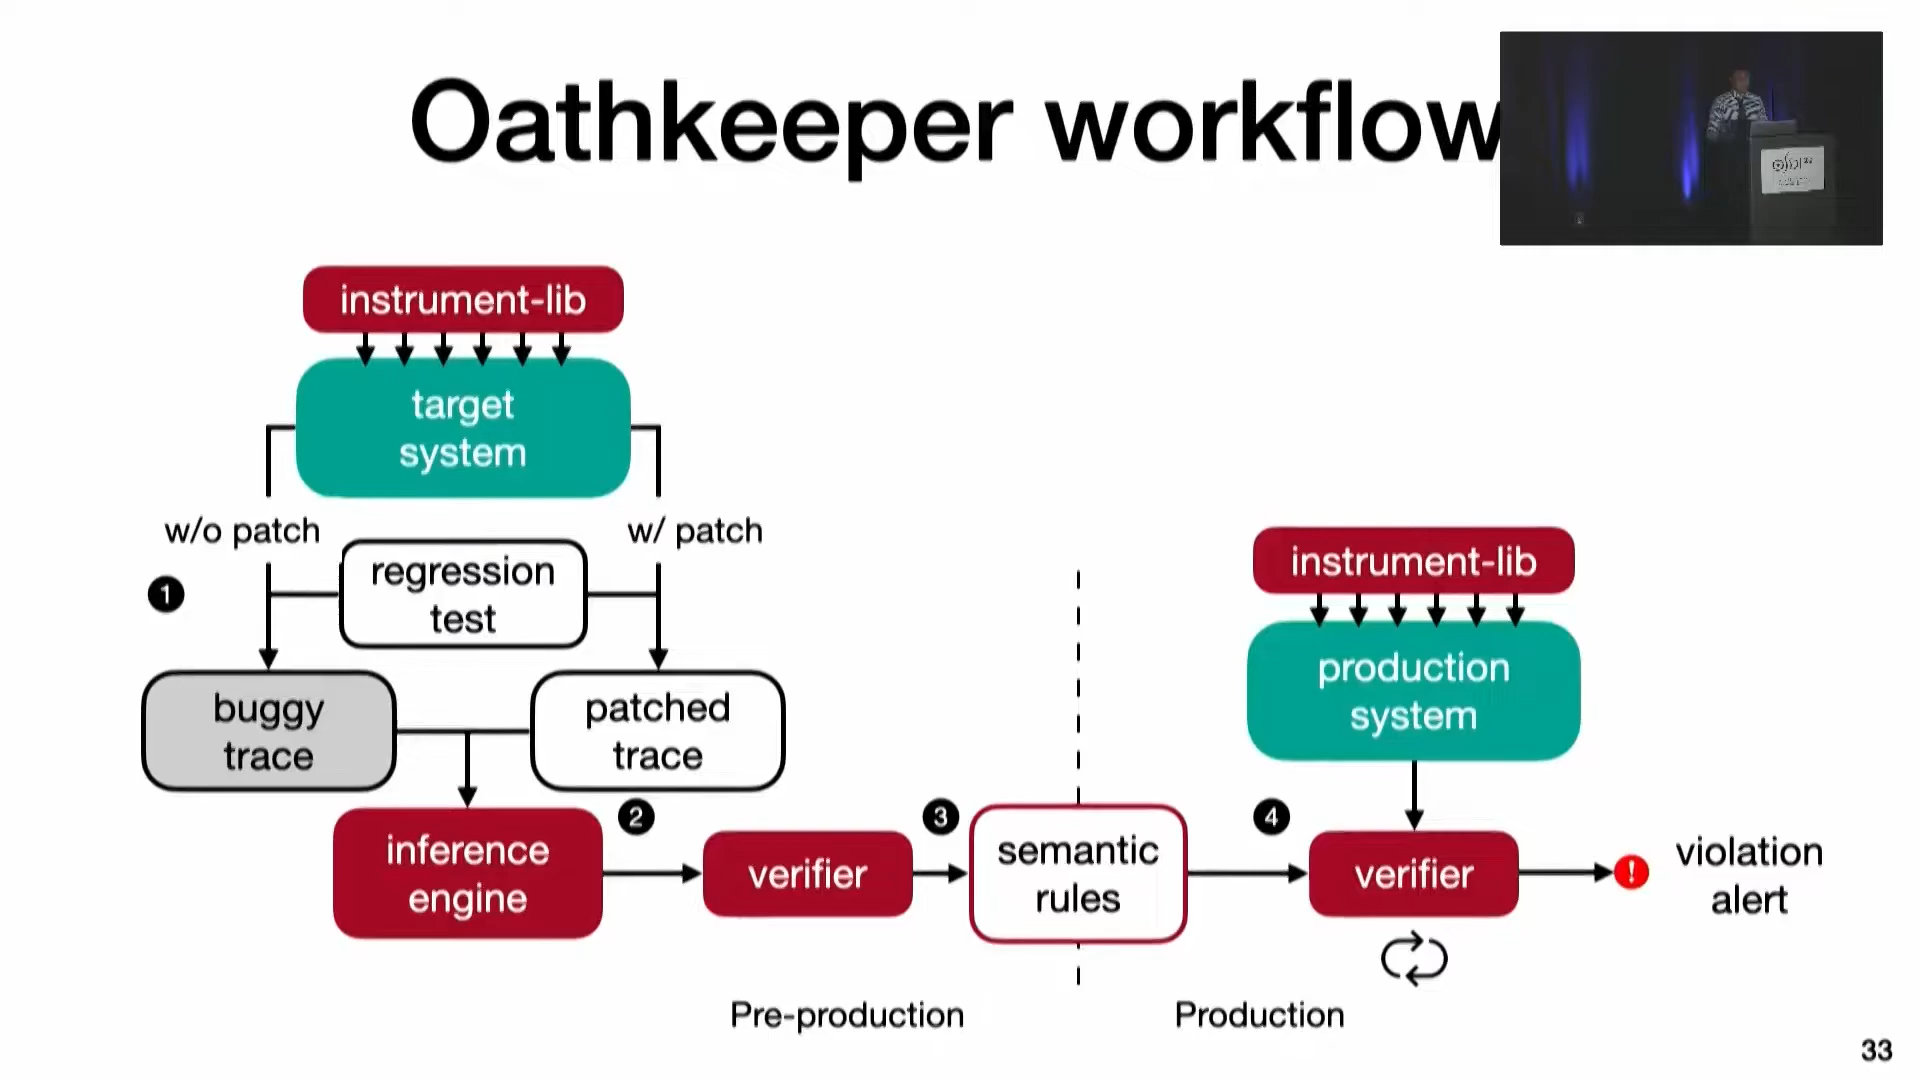 Oathkeeper workflow
instrument-lib
target
system
w/o patch
w/ patch
regression
test
1
buggy
trace
patched
trace
inference
engine
2
verifier
3
semantic
rules
4
instrument-lib
production
system
verifier
!
violation
alert
Pre-production
Production
33